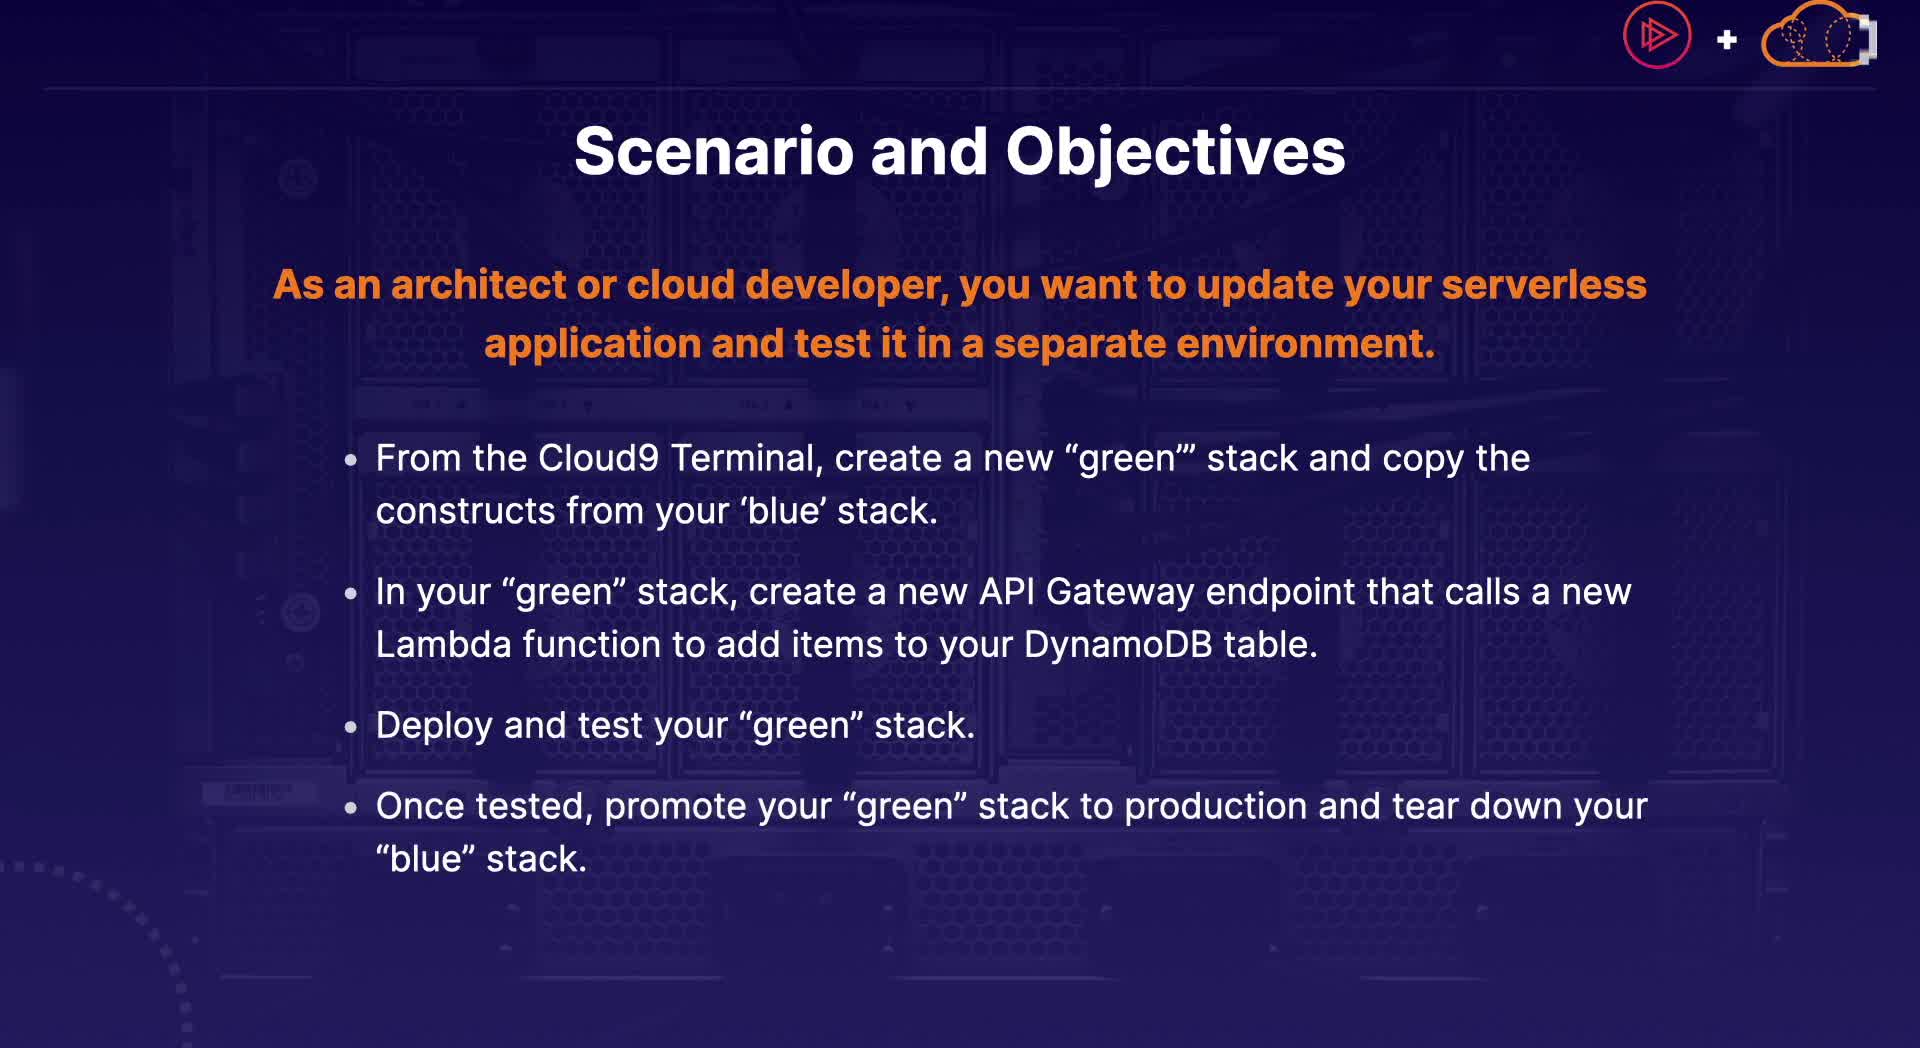 Scenario and Objectives
As an architect or cloud developer, you want to update your serverless
application and test it in a separate environment.
• From the Cloud9 Terminal, create a new “green”’ stack and copy the
constructs from your ‘blue’ stack.
• In your “green” stack, create a new API Gateway endpoint that calls a new
Lambda function to add items to your DynamoDB table.
• Deploy and test your “green” stack.
• Once tested, promote your “green” stack to production and tear down your
“blue” stack.